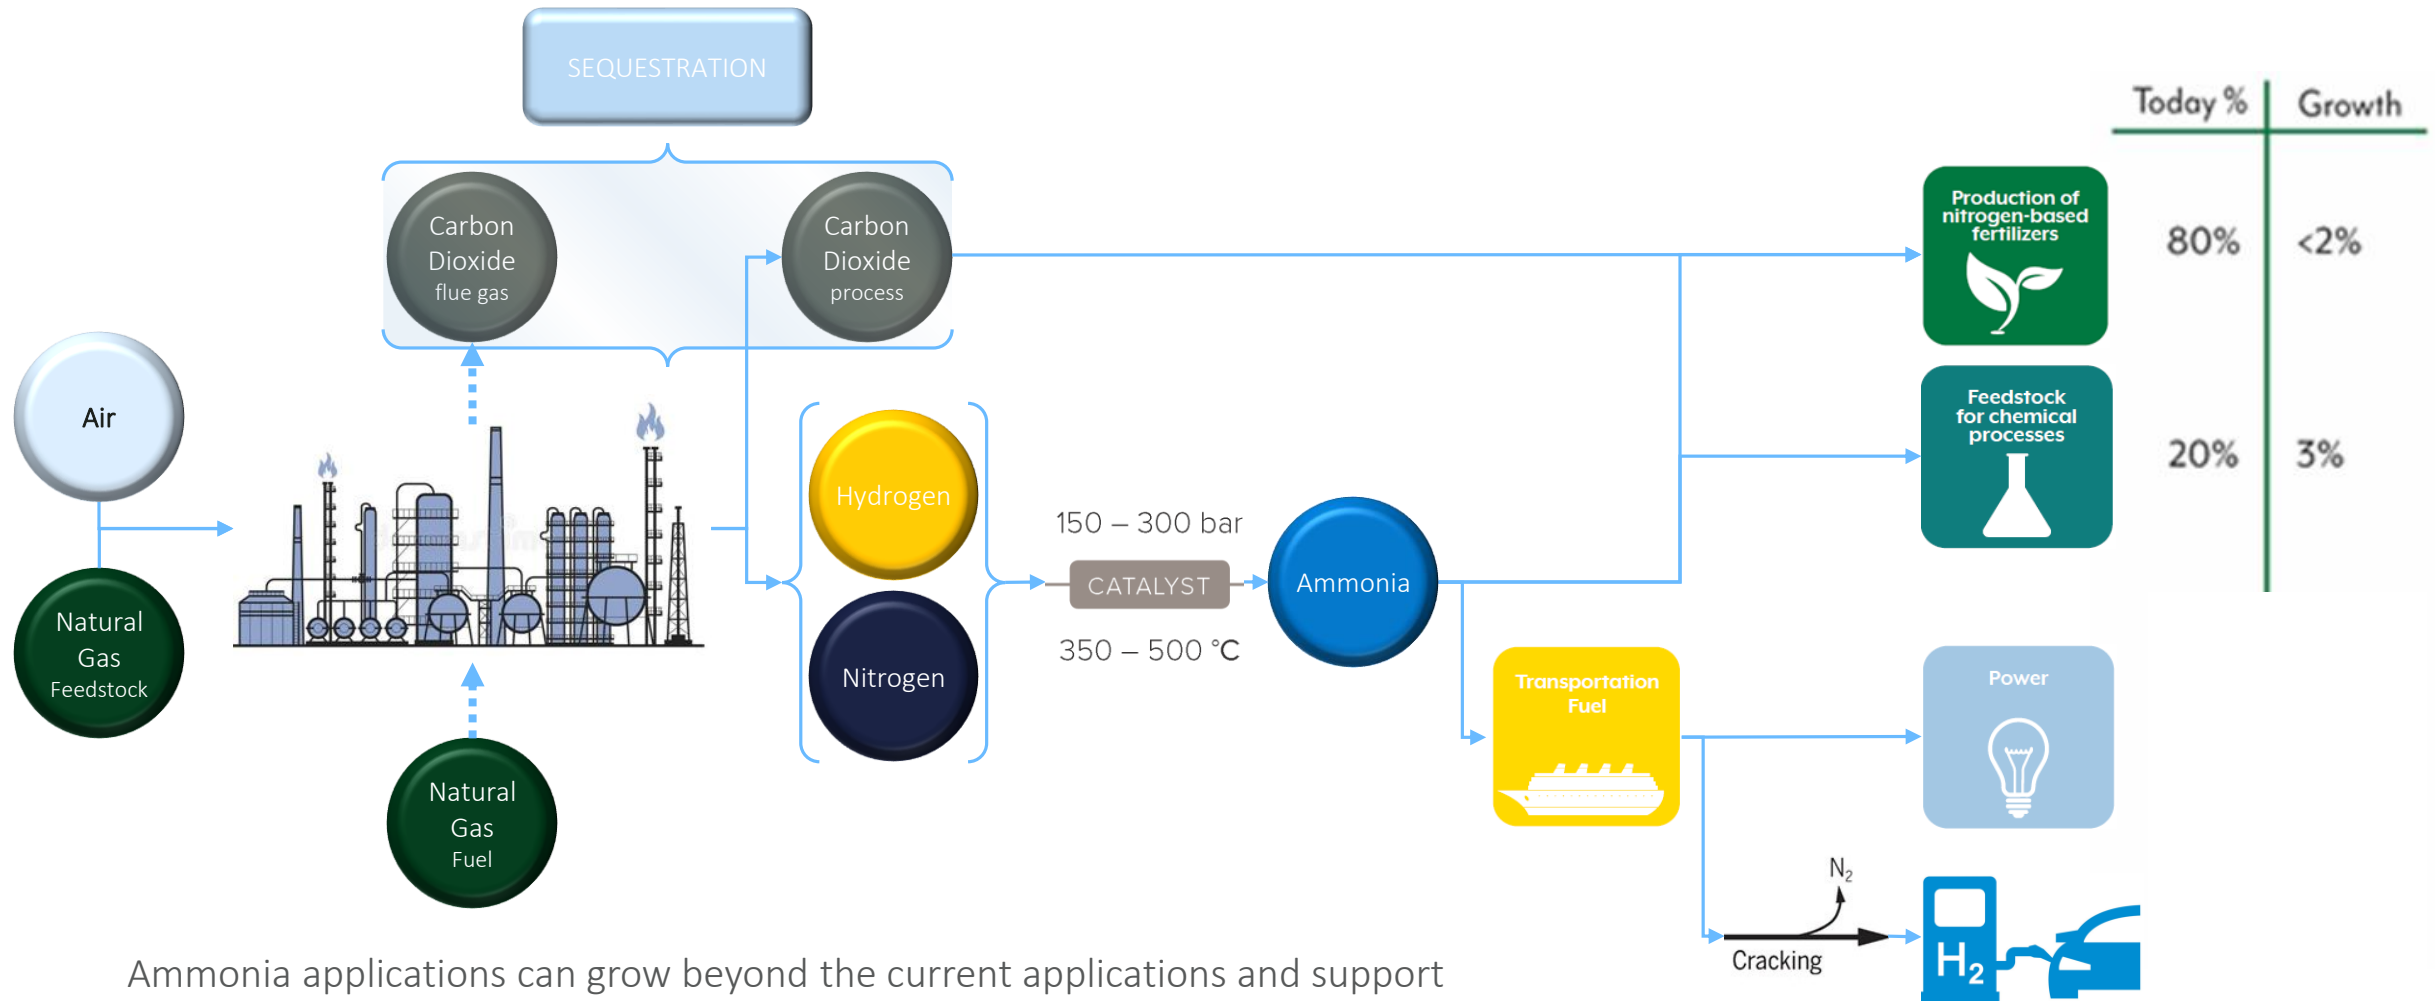 SEQUESTRATION
Today %
Growth
Carbon
Dioxide
flue gas
Carbon
Dioxide
process
Production of
nitrogen-based
fertilizers
80%
<2%
Air
Feedstock
for chemical
processes
20%
3%
Hydrogen
150 – 300 bar
CATALYST
350 – 500 °C
Ammonia
Natural
Gas
Feedstock
Nitrogen
Transportation
Fuel
Power
Natural
Gas
Fuel
N₂
Cracking
H₂
Ammonia applications can grow beyond the current applications and support